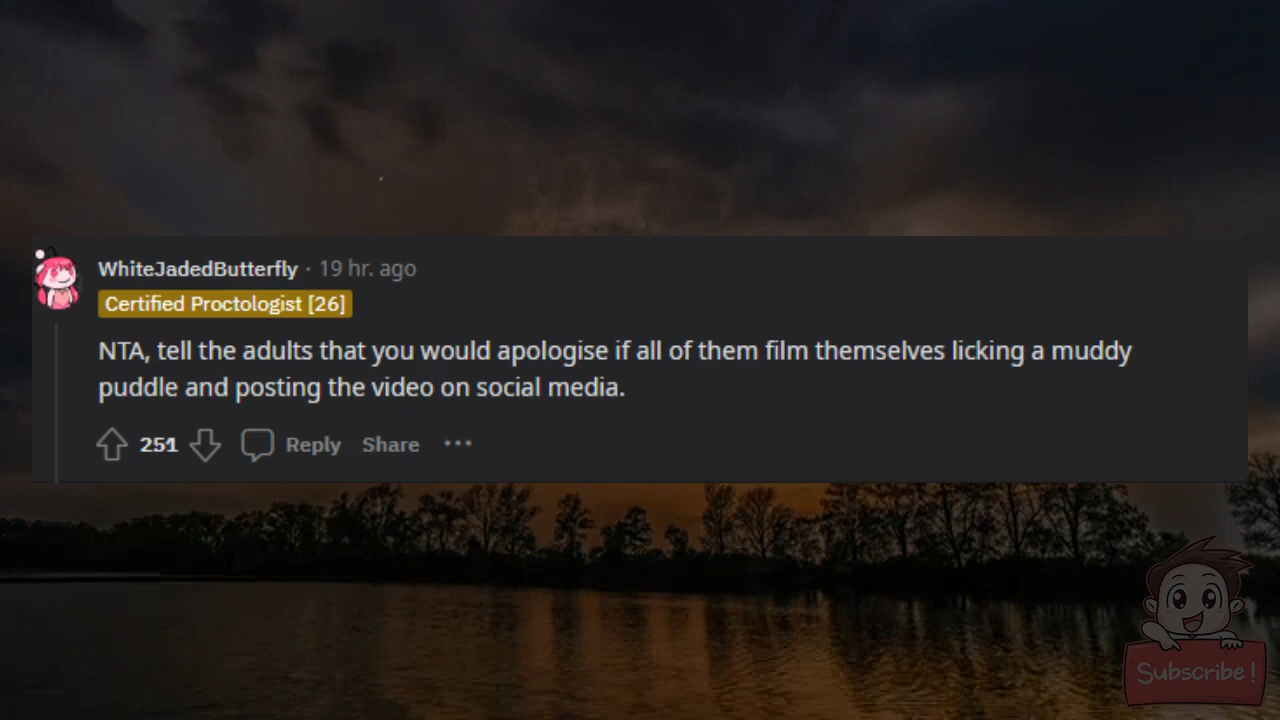 WhiteJadedButterfly · 19 hr. ago
Certified Proctologist [26]
NTA, tell the adults that you would apologise if all of them film themselves licking a muddy
puddle and posting the video on social media.
251 Reply Share ···
Subscribe!